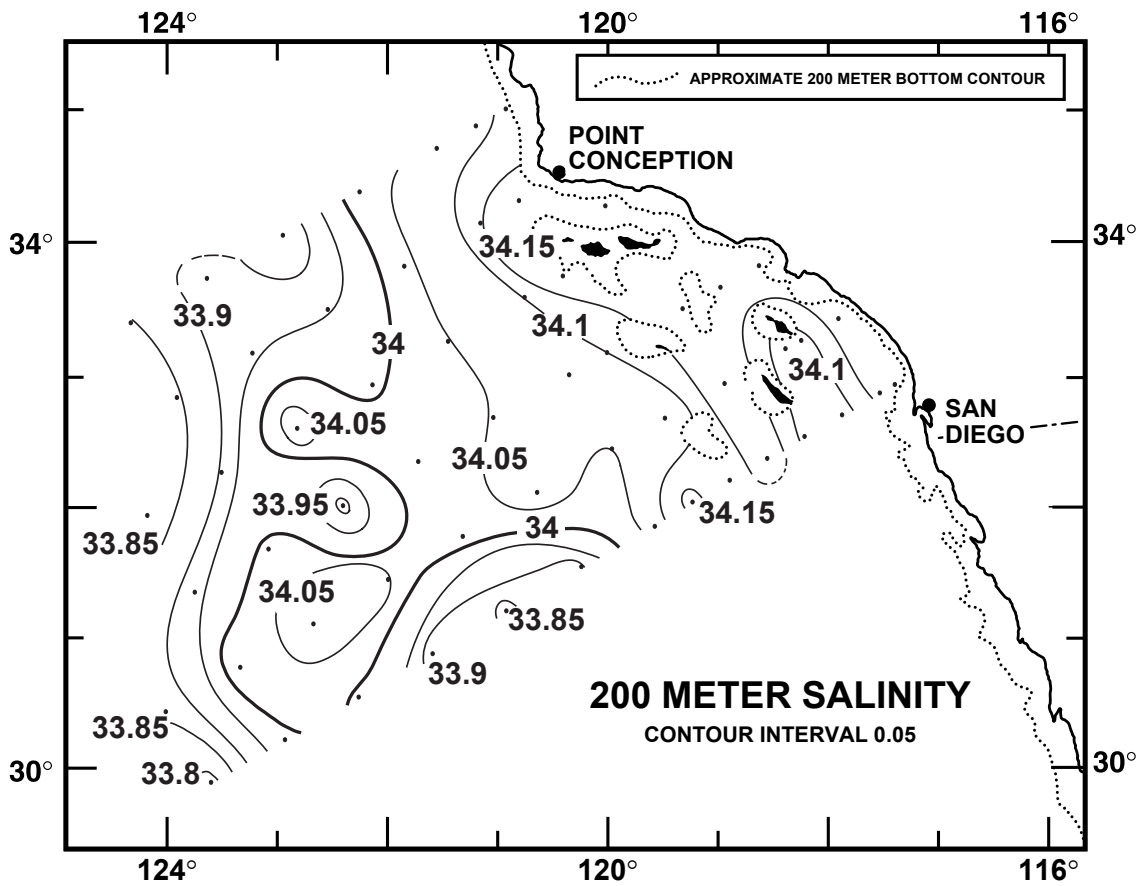 124° 120° 116°
APPROXIMATE 200 METER BOTTOM CONTOUR
POINT
CONCEPTION
34° 34.15 34°
33.9 34.1
34
34.1
34.05 SAN
DIEGO
34.05
33.95 34.15
34
33.85
34.05
33.85
33.9
200 METER SALINITY
33.85 CONTOUR INTERVAL 0.05
33.8
30° 30°
124° 120° 116°